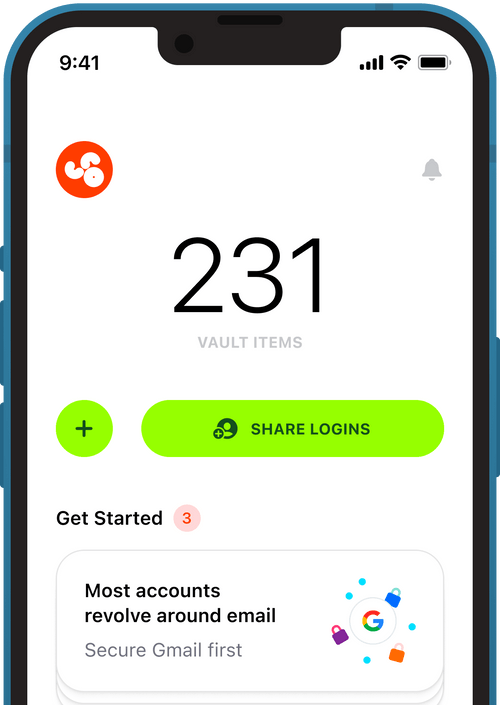 9:41
231
VAULT ITEMS
+
SHARE LOGINS
Get Started 3
Most accounts
revolve around email
Secure Gmail first
G